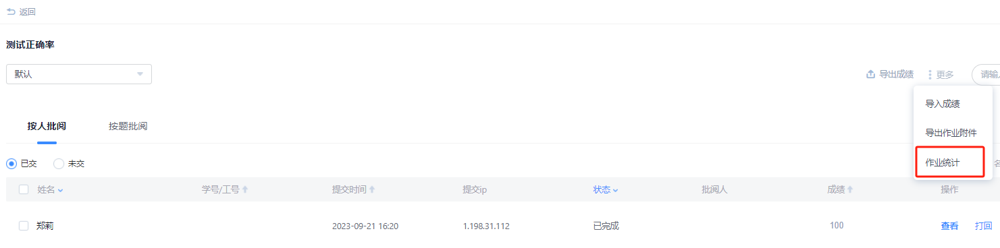 返回
测试正确率
默认
导出成绩 更多 请输
导入成绩
导出作业附件
作业统计
按人批阅 按题批阅
已交 未交 名
姓名 学号/工号 提交时间 提交ip 状态 批阅人 成绩 操作
郑莉 2023-09-21 16:20 1.198.31.112 已完成 100 查看 打回